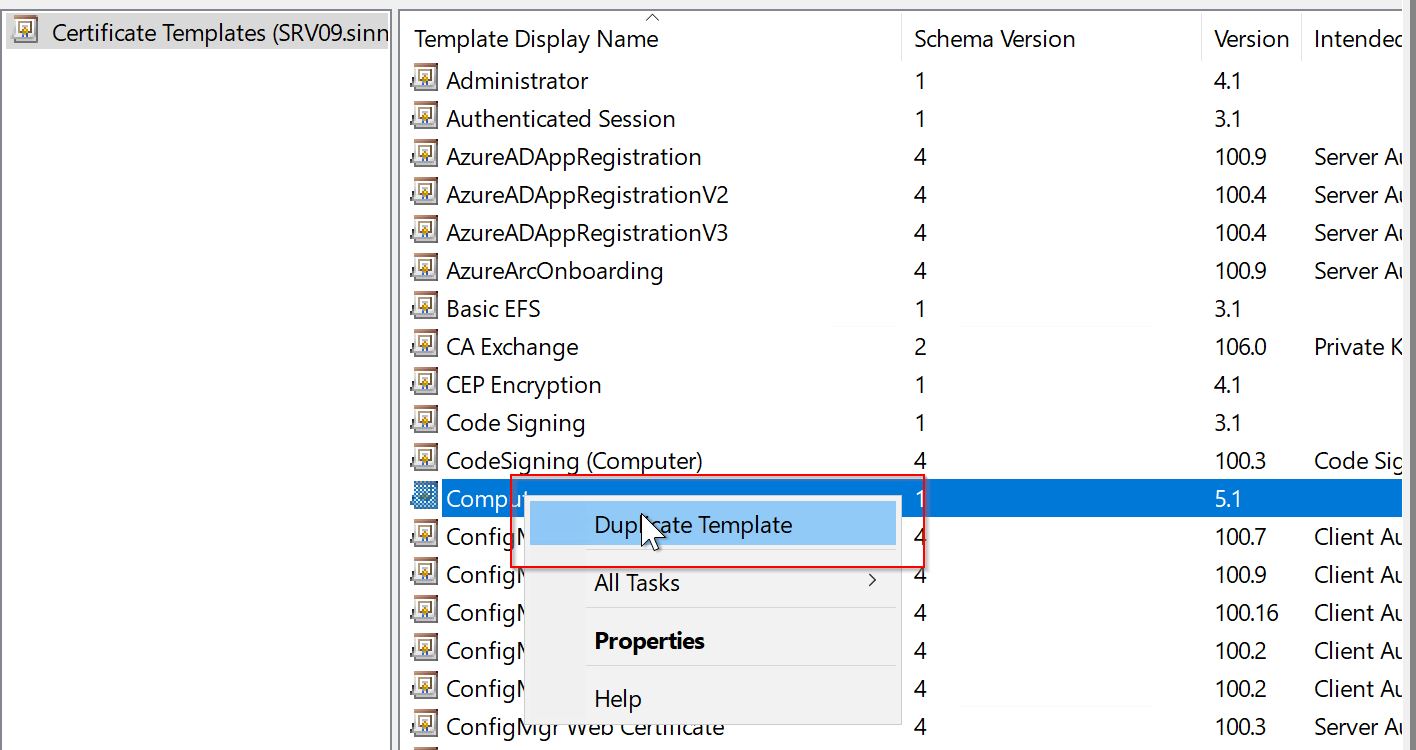 Certificate Templates (SRV09.sinn
Template Display Name Schema Version Version Intended
Administrator 1 4.1
Authenticated Session 1 3.1
AzureADAppRegistration 4 100.9 Server Au
AzureADAppRegistrationV2 4 100.4 Server Au
AzureADAppRegistrationV3 4 100.4 Server Au
AzureArcOnboarding 4 100.9 Server Au
Basic EFS 1 3.1
CA Exchange 2 106.0 Private K
CEP Encryption 1 4.1
Code Signing 1 3.1
CodeSigning (Computer) 4 100.3 Code Sig
Comput 1 5.1
Duplicate Template
ConfigM 4 100.7 Client Au
ConfigM 4 100.9 Client Au
All Tasks
ConfigM 4 100.16 Client Au
Properties
ConfigM 4 100.2 Client Au
ConfigM 4 100.2 Client Au
Help
ConfigMgr Web Certificate 4 100.3 Server Au